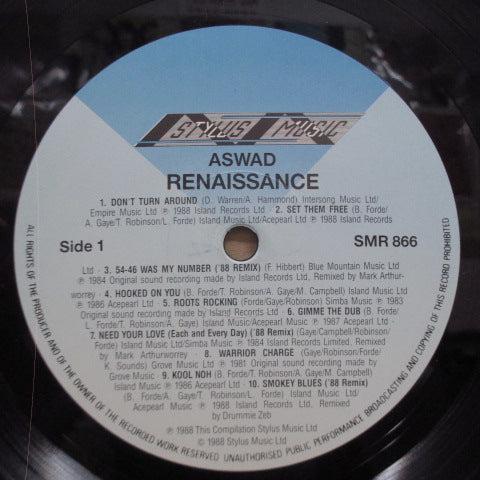 STYLUS MUSIC
ASWAD
RENAISSANCE
1. DON'T TURN AROUND (D. Warren/A. Hammond) Intersong Music Ltd/
Empire Music Ltd ℗ 1988 Island Records Ltd · 2. SET THEM FREE (B. Forde/
A. Gaye/T. Robinson/L. Forde) Island Music Ltd/Acepearl ℗ 1988 Island Records
Side 1
SMR 866
Ltd · 3. 54-46 WAS MY NUMBER ('88 REMIX) (F. Hibbert) Blue Mountain Music Ltd
℗ 1984 Original sound recording made by Island Records Ltd, Remixed by Mark Arthur-
worrey · 4. HOOKED ON YOU (B. Forde/T. Robinson/A. Gaye/M. Campbell) Island Music Ltd
℗ 1986 Acepearl Ltd · 5. ROOTS ROCKING (Forde/Gaye/Robinson) Simba Music ℗ 1983
Original sound recording made by Simba Music Ltd · 6. GIMME THE DUB (B. Forde/
L. Forde/T. Robinson/A. Gaye) Island Music Ltd/Acepearl Music Ltd ℗ 1987 Acepearl Ltd ·
7. NEED YOUR LOVE (Each and Every Day) ('88 Remix) (Gaye/Campbell/Robinson/
Forde) Island Music Ltd/Simba Music Ltd ℗ 1984 Island Records Limited, Remixed
by Mark Arthurworrey · 8. WARRIOR CHARGE (Gaye/Robinson/Forde/
K. Sounds) Grove Music Ltd ℗ 1981 Original sound recording made by
Grove Music · 9. KOOL NOH (B. Forde/T. Robinson/A. Gaye/M. Campbell)
Island Music Ltd ℗ 1986 Acepearl Ltd · 10. SMOKEY BLUES ('88 Remix)
(B. Forde/A. Gaye/T. Robinson/L. Forde) Island Music Ltd/
Acepearl Music ℗ 1988 Island Records Ltd, Remixed
by Drummie Zeb
℗ 1988 This Compilation Stylus Music Ltd
© 1988 Stylus Music Ltd
ALL RIGHTS OF THE PRODUCER AND OF THE OWNER OF THE RECORDED WORK RESERVED UNAUTHORISED PUBLIC PERFORMANCE BROADCASTING AND COPYING OF THIS RECORD PROHIBITED